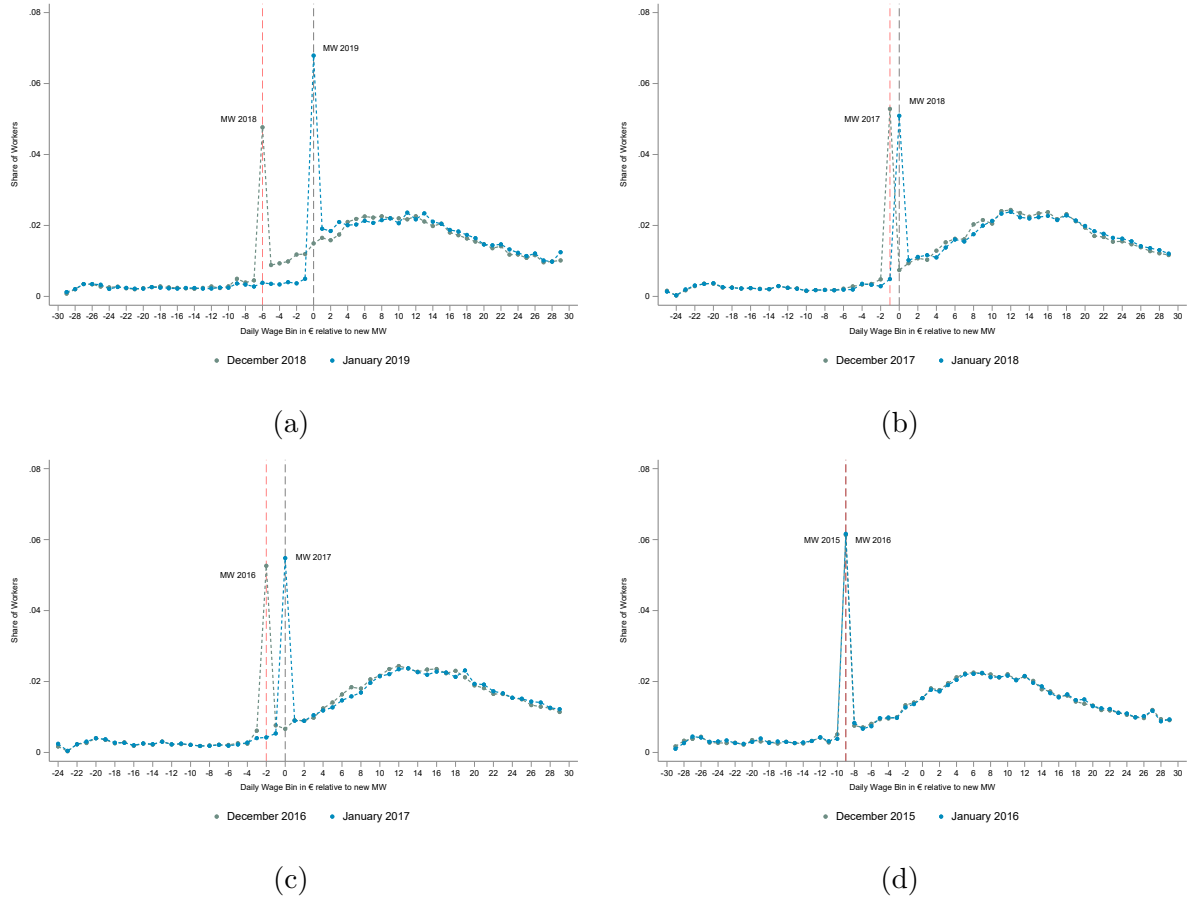 .08
.06
.04
.02
0
Share of Workers
MW 2018
MW 2019
-30 -28 -26 -24 -22 -20 -18 -16 -14 -12 -10 -8 -6 -4 -2 0 2 4 6 8 10 12 14 16 18 20 22 24 26 28 30
Daily Wage Bin in € relative to new MW
December 2018 January 2019
(a)
.08
.06
.04
.02
0
Share of Workers
MW 2017
MW 2018
-24 -22 -20 -18 -16 -14 -12 -10 -8 -6 -4 -2 0 2 4 6 8 10 12 14 16 18 20 22 24 26 28 30
Daily Wage Bin in € relative to new MW
December 2017 January 2018
(b)
.08
.06
.04
.02
0
Share of Workers
MW 2016
MW 2017
-24 -22 -20 -18 -16 -14 -12 -10 -8 -6 -4 -2 0 2 4 6 8 10 12 14 16 18 20 22 24 26 28 30
Daily Wage Bin in € relative to new MW
December 2016 January 2017
(c)
.08
.06
.04
.02
0
Share of Workers
MW 2015 MW 2016
-30 -28 -26 -24 -22 -20 -18 -16 -14 -12 -10 -8 -6 -4 -2 0 2 4 6 8 10 12 14 16 18 20 22 24 26 28 30
Daily Wage Bin in € relative to new MW
December 2015 January 2016
(d)